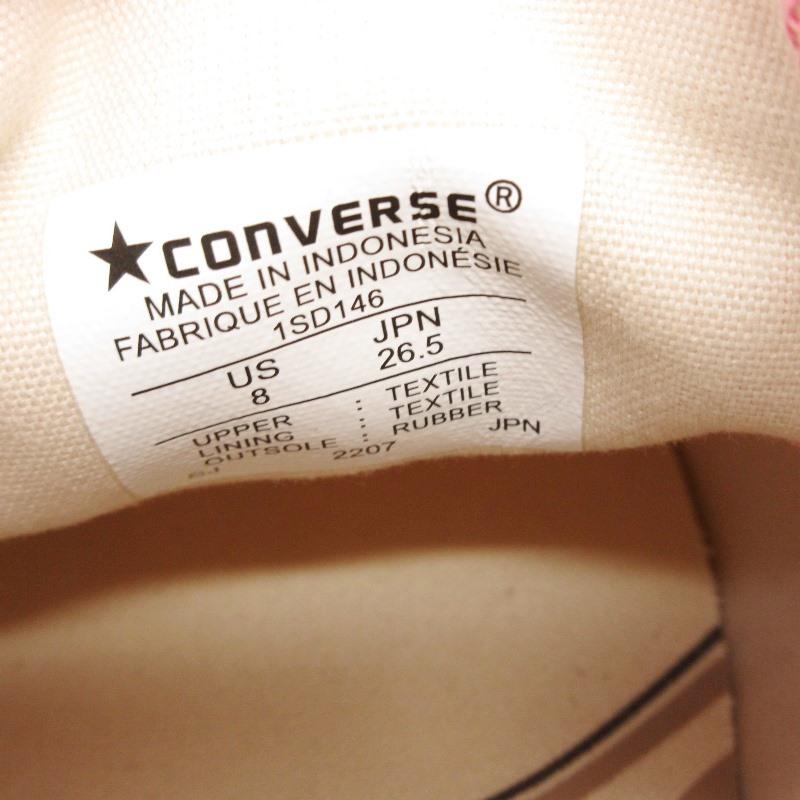 ★CONVERSE®
MADE IN INDONESIA
FABRIQUE EN INDONÉSIE
1SD146
US JPN
8 26.5
UPPER : TEXTILE
LINING : TEXTILE
OUTSOLE : RUBBER
2207 JPN